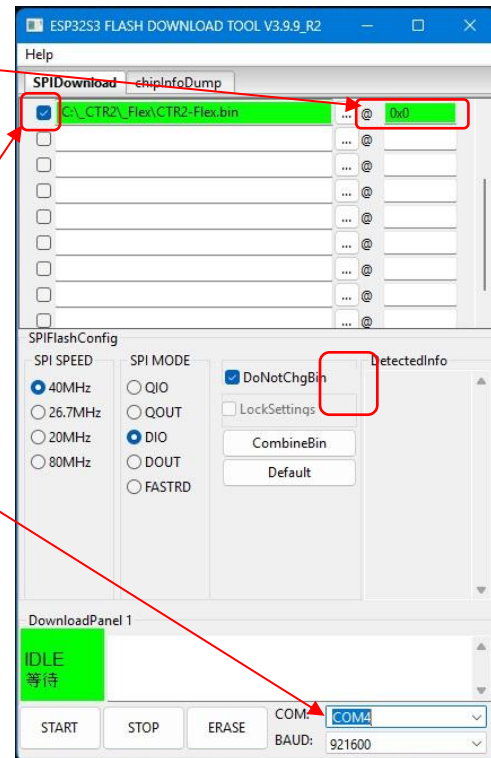 ESP32S3 FLASH DOWNLOAD TOOL V3.9.9_R2
Help
SPIDownload chipInfoDump
C:\_CTR2\_Flex\CTR2-Flex.bin ... @ 0x0
... @
... @
... @
... @
... @
... @
... @
... @
SPIFlashConfig
SPI SPEED SPI MODE DetectedInfo
40MHz QIO DoNotChgBin
26.7MHz QOUT LockSettings
20MHz DIO CombineBin
80MHz DOUT Default
FASTRD
DownloadPanel 1
IDLE
等待
START STOP ERASE COM: COM4
BAUD: 921600